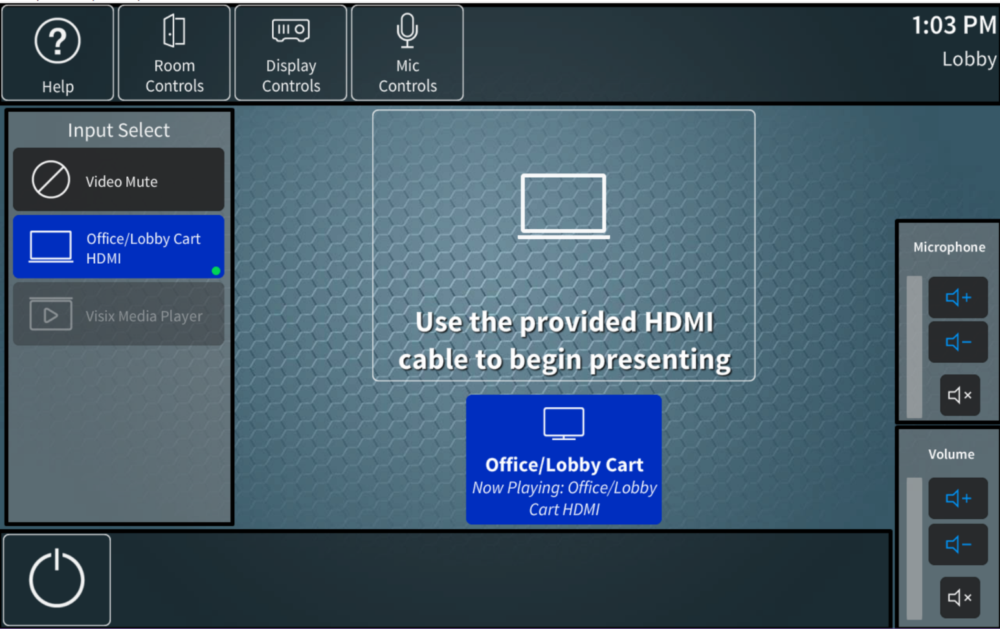 1:03 PM
Lobby
?
Help
Room
Controls
Display
Controls
Mic
Controls
Input Select
Video Mute
Office/Lobby Cart
HDMI
Visix Media Player
Use the provided HDMI
cable to begin presenting
Office/Lobby Cart
Now Playing: Office/Lobby
Cart HDMI
Microphone
Volume